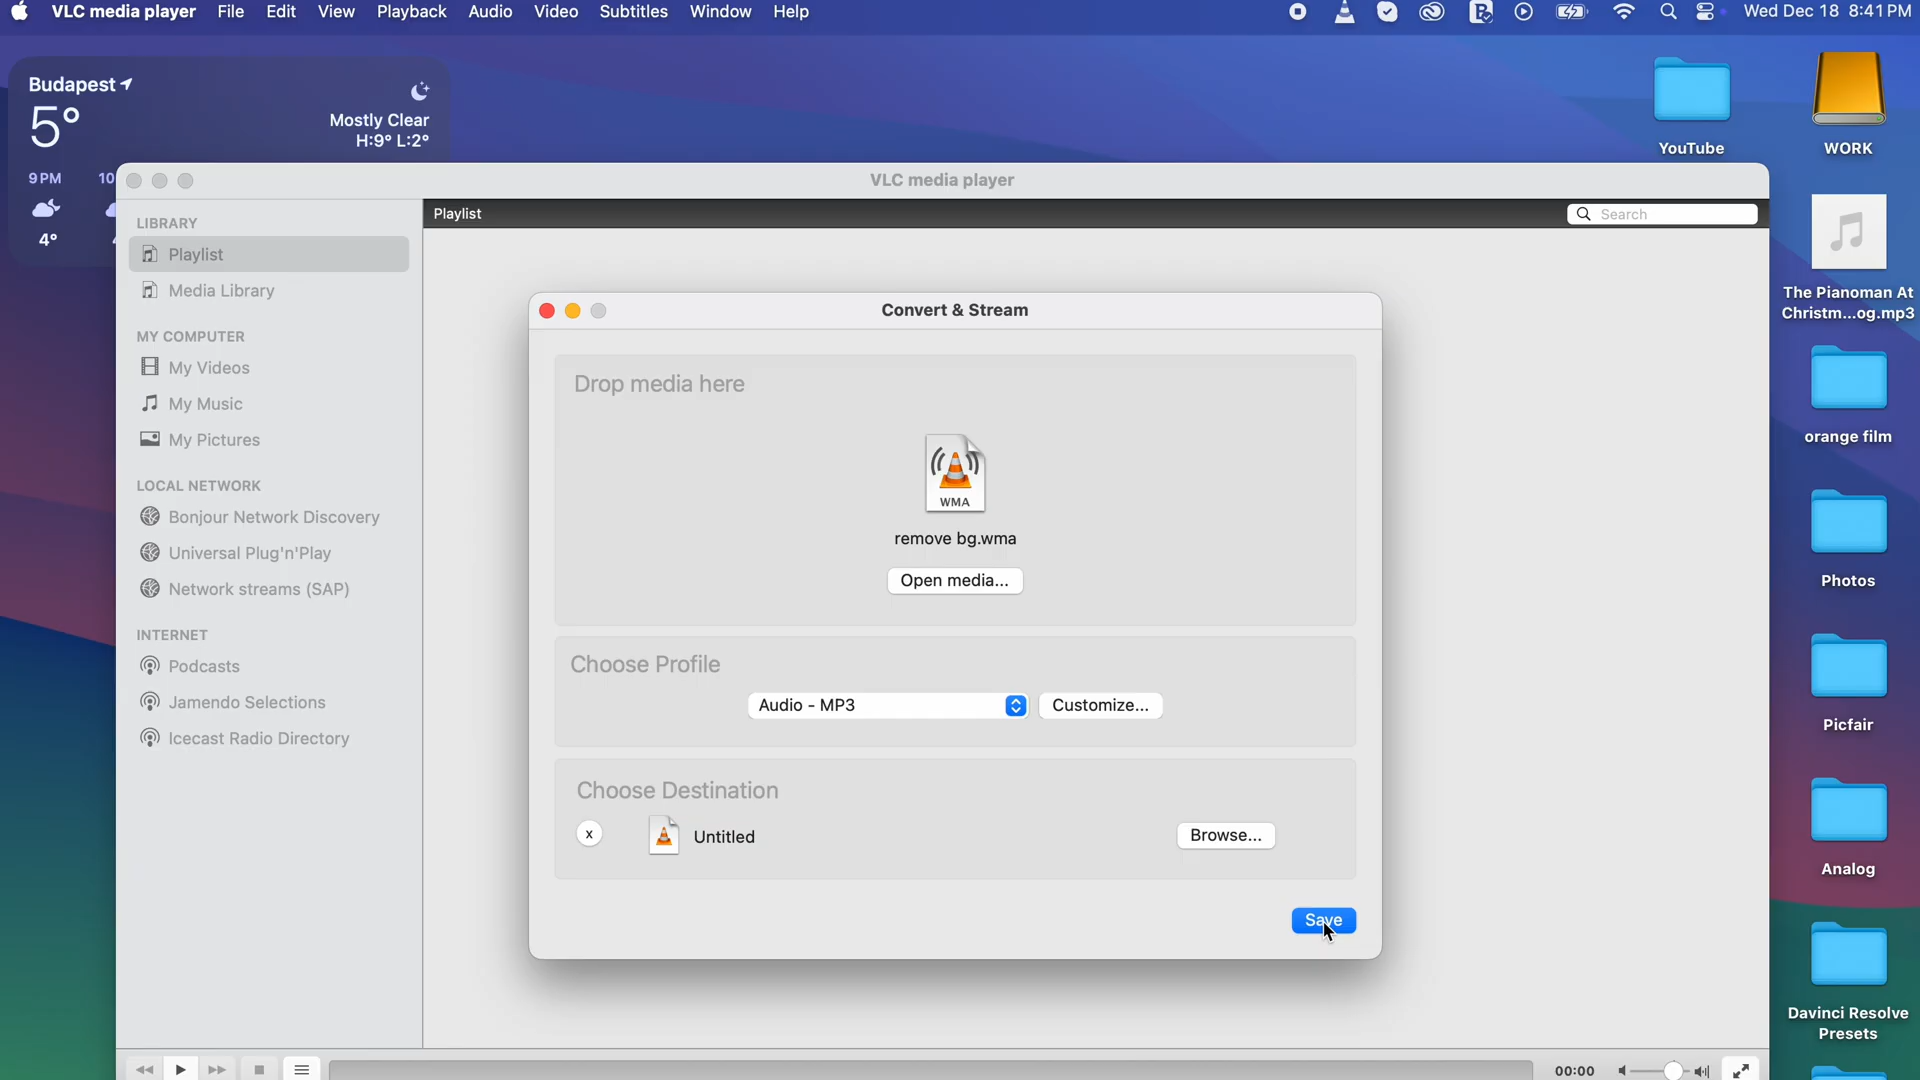 VLC media player File Edit View Playback Audio Video Subtitles Window Help Wed Dec 18 8:41 PM
Budapest
5°
Mostly Clear
H:9° L:2°
9 PM 10
4°
YouTube
WORK
The Pianoman At
Christm...og.mp3
orange film
Photos
Picfair
Analog
Davinci Resolve
Presets
VLC media player
LIBRARY
Playlist
Media Library
MY COMPUTER
My Videos
My Music
My Pictures
LOCAL NETWORK
Bonjour Network Discovery
Universal Plug'n'Play
Network streams (SAP)
INTERNET
Podcasts
Jamendo Selections
Icecast Radio Directory
Playlist
Search
Convert & Stream
Drop media here
WMA
remove bg.wma
Open media...
Choose Profile
Audio - MP3 Customize...
Choose Destination
x Untitled Browse...
Save
00:00